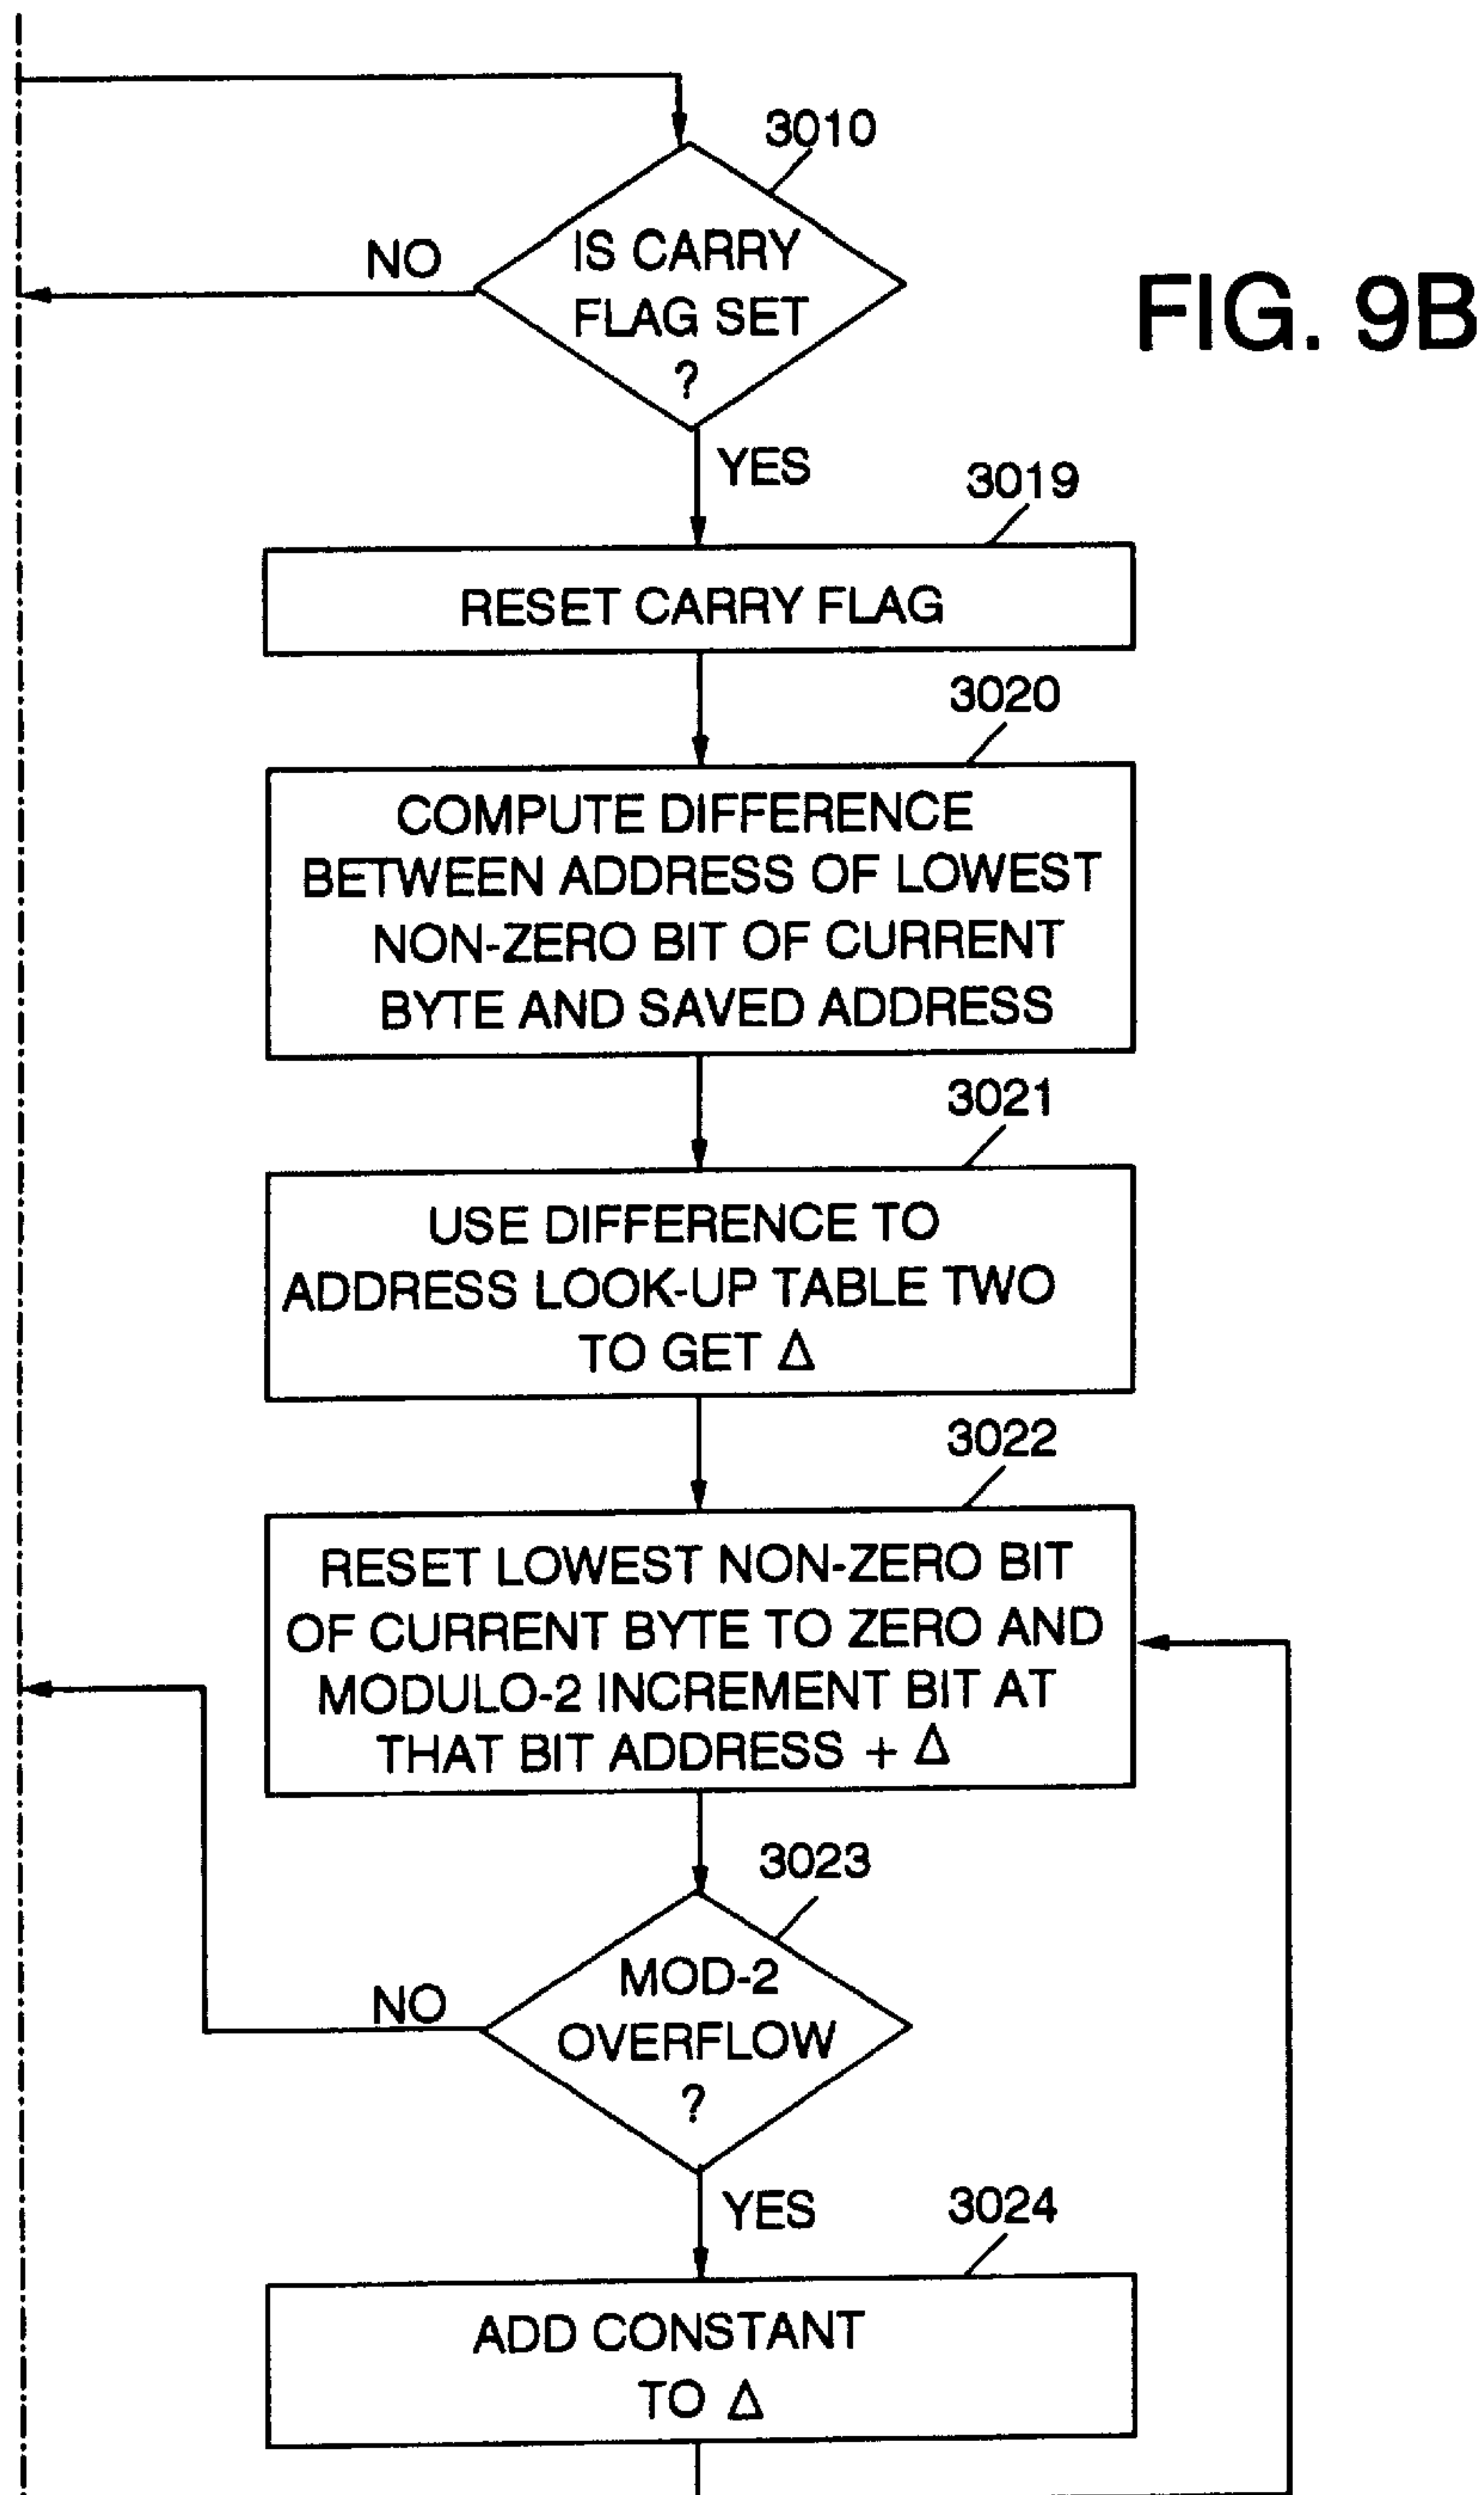 3010
IS CARRY
FLAG SET
?
NO
FIG. 9B
YES
3019
RESET CARRY FLAG
3020
COMPUTE DIFFERENCE
BETWEEN ADDRESS OF LOWEST
NON-ZERO BIT OF CURRENT
BYTE AND SAVED ADDRESS
3021
USE DIFFERENCE TO
ADDRESS LOOK-UP TABLE TWO
TO GET Δ
3022
RESET LOWEST NON-ZERO BIT
OF CURRENT BYTE TO ZERO AND
MODULO-2 INCREMENT BIT AT
THAT BIT ADDRESS + Δ
3023
MOD-2
OVERFLOW
?
NO
YES
3024
ADD CONSTANT
TO Δ